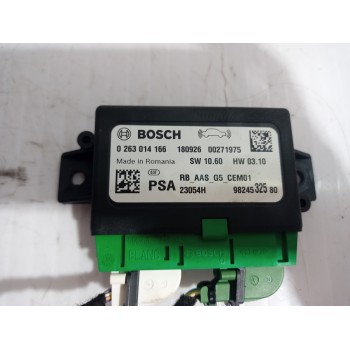 BOSCH
0 263 014 166 180926 00271975
Made in Romania SW 10.60 HW 03.10
RB_AAS_G5_CEM01
PSA 23054H 98245 325 80
BLANC